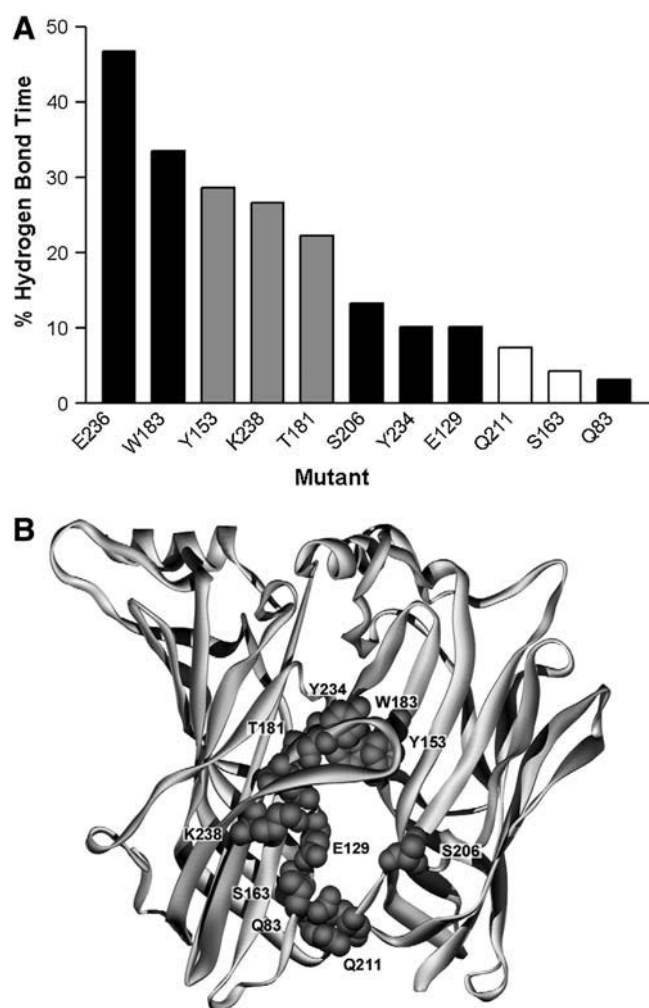 A
% Hydrogen Bond Time
50
40
30
20
10
0
E236 W183 Y153 K238 T181 S206 Y234 E129 Q211 S163 Q83
Mutant
B
Y234
W183
T181
Y153
K238
E129
S206
S163
Q83
Q211